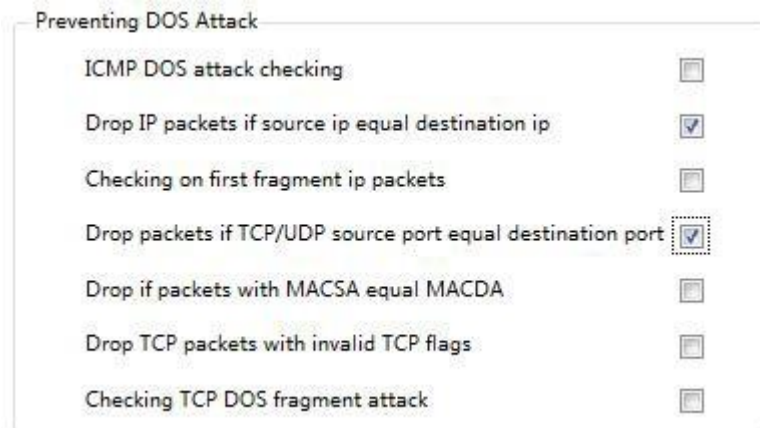 Preventing DOS Attack
ICMP DOS attack checking
Drop IP packets if source ip equal destination ip
Checking on first fragment ip packets
Drop packets if TCP/UDP source port equal destination port
Drop if packets with MACSA equal MACDA
Drop TCP packets with invalid TCP flags
Checking TCP DOS fragment attack